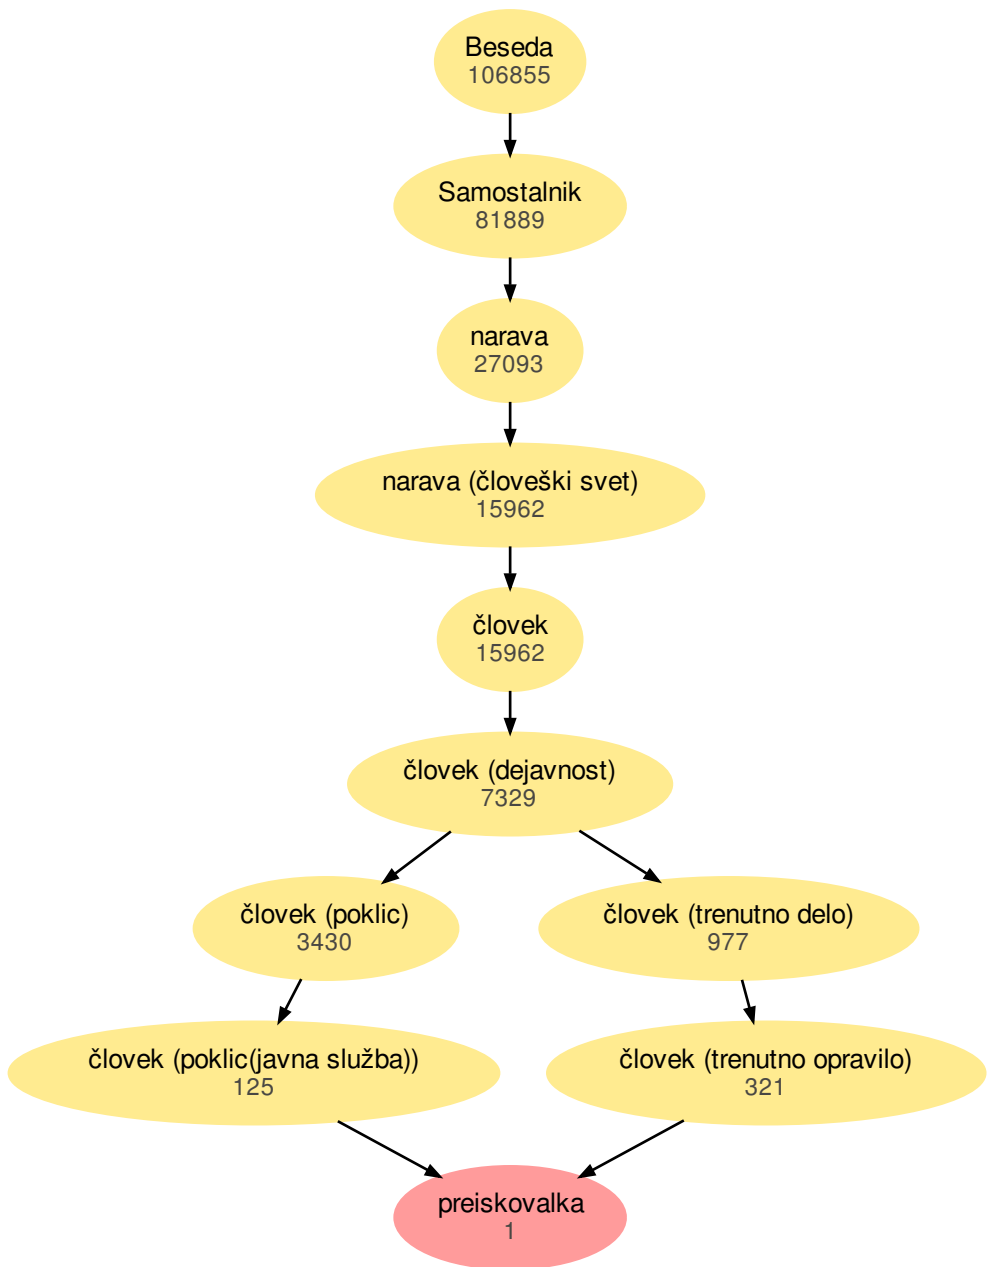 Beseda
106855
Samostalnik
81889
narava
27093
narava (človeški svet)
15962
človek
15962
človek (dejavnost)
7329
človek (poklic)
3430
človek (trenutno delo)
977
človek (poklic(javna služba))
125
človek (trenutno opravilo)
321
preiskovalka
1